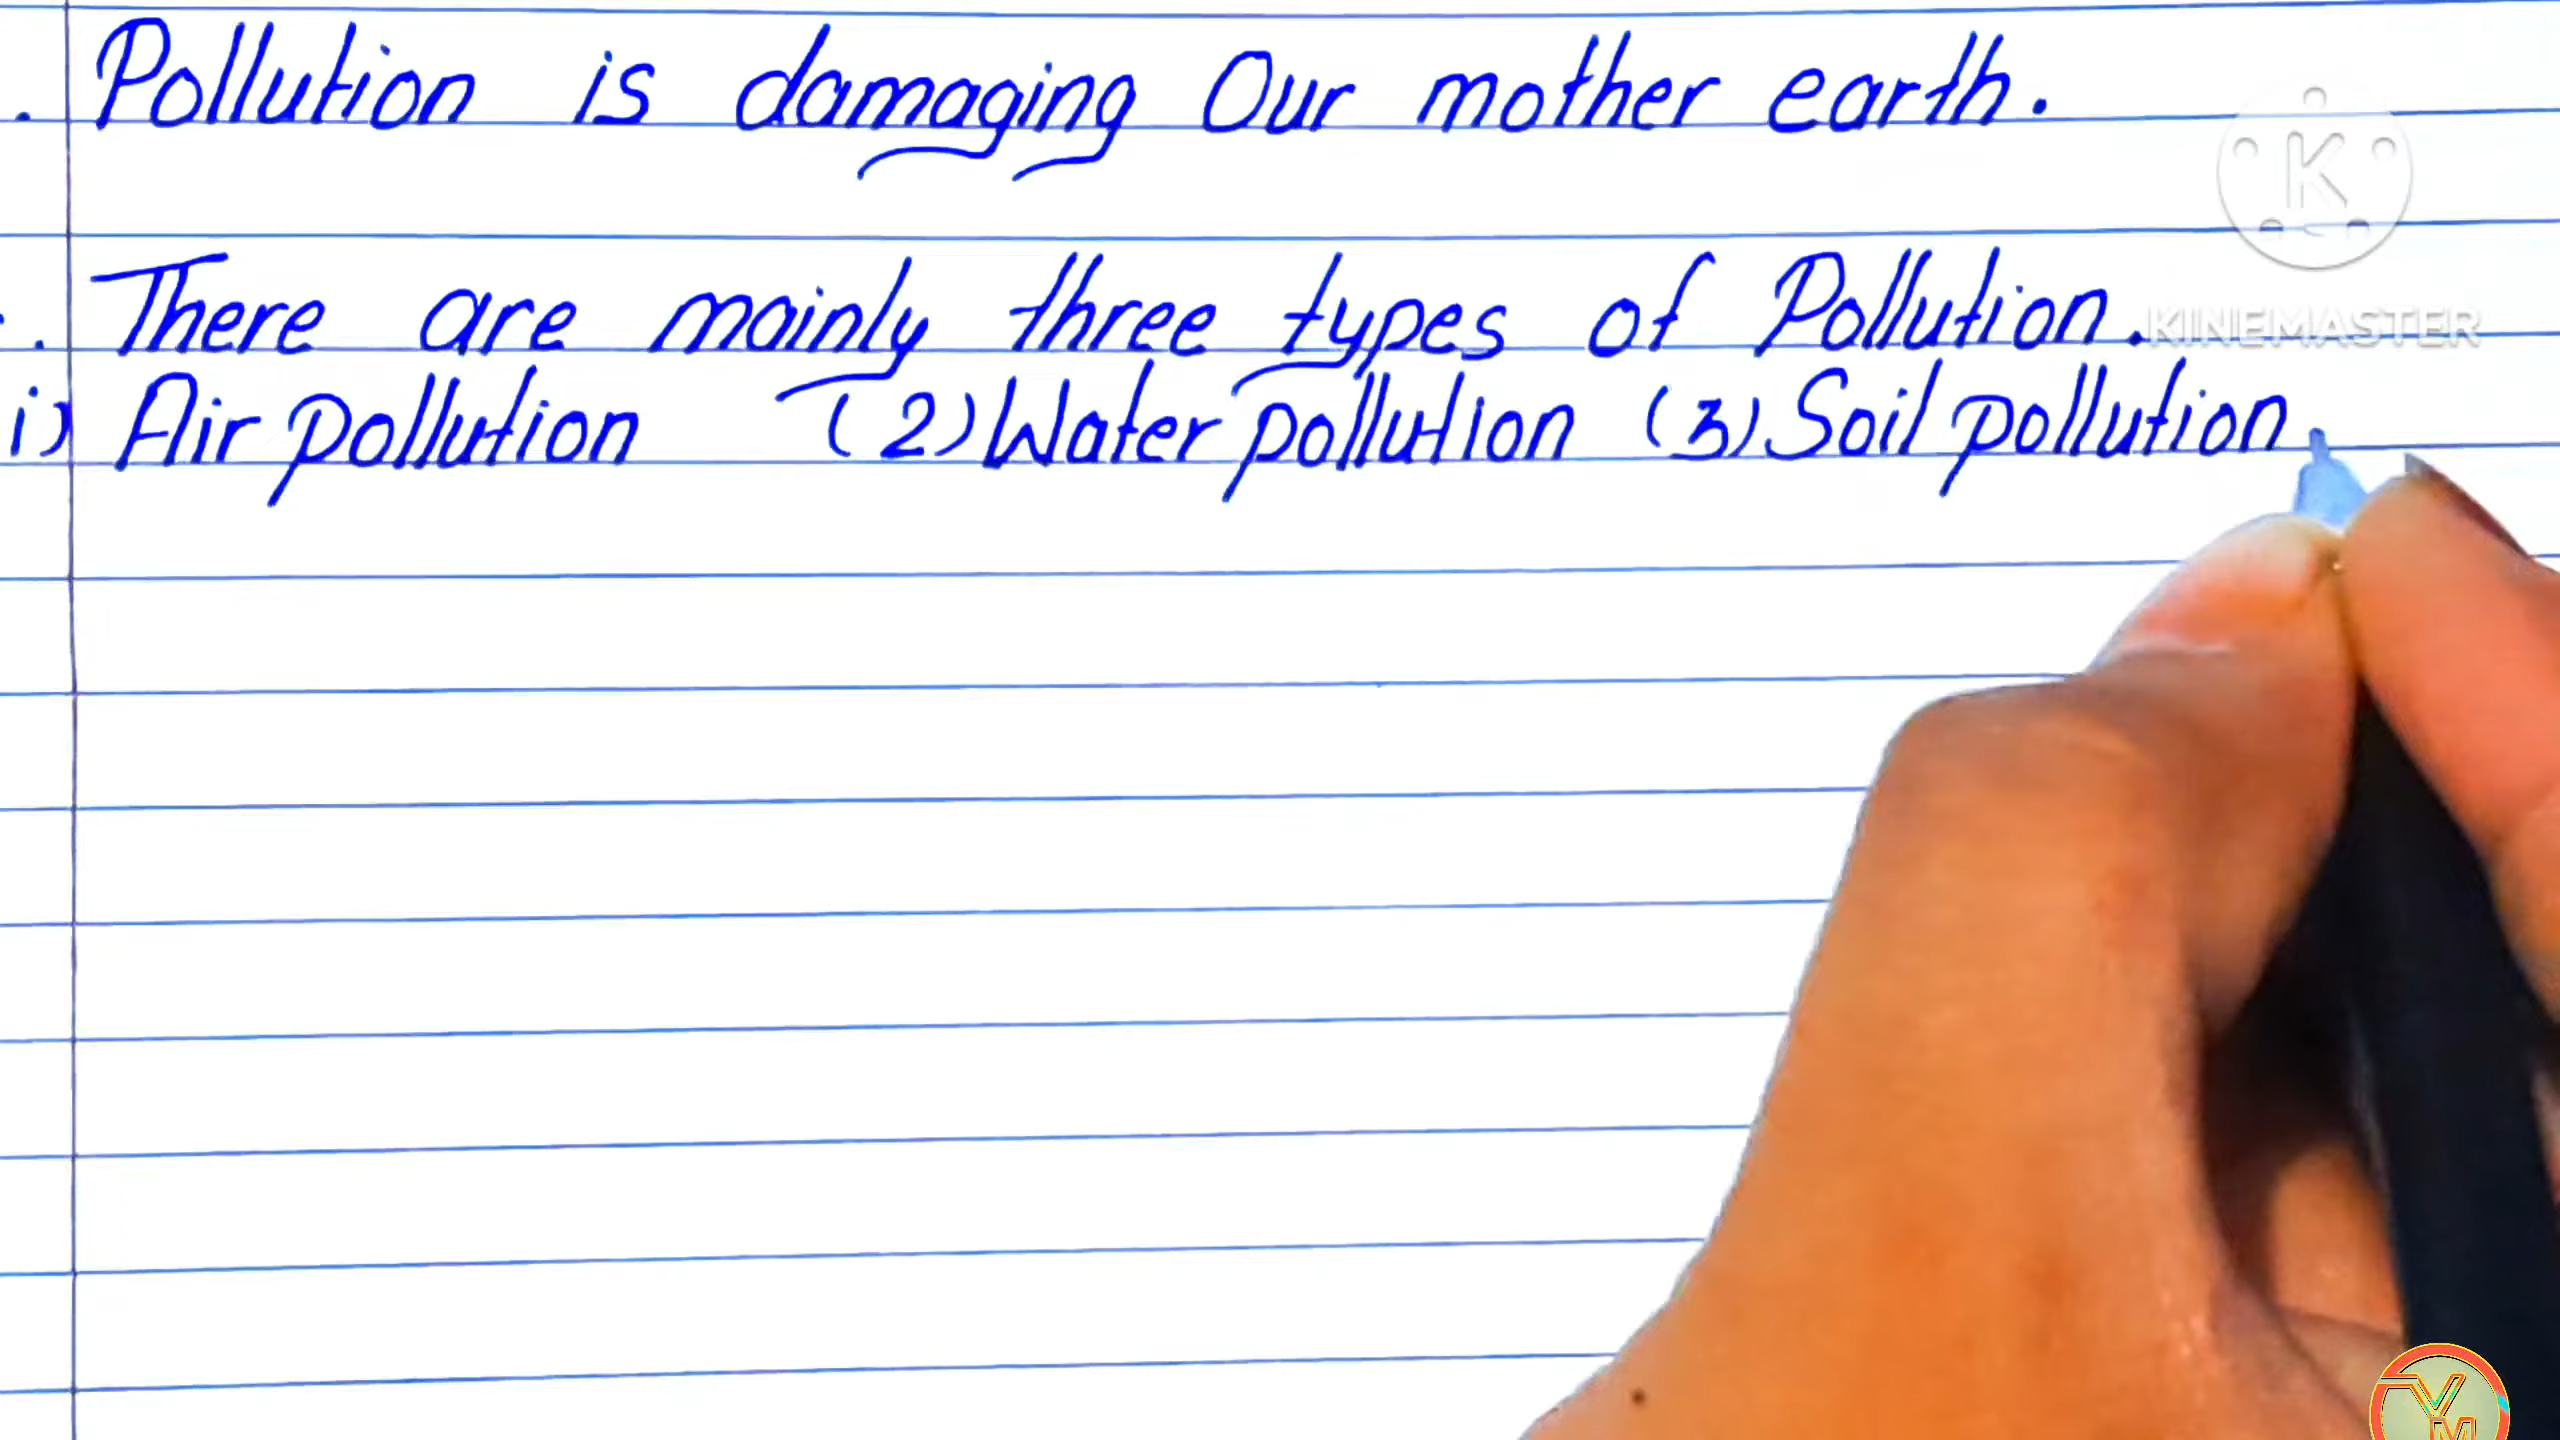 . Pollution is damaging Our mother earth.
. There are mainly three types of Pollution.
i) Air pollution (2) Water pollution (3) Soil pollution.
KINEMASTER
K
VM